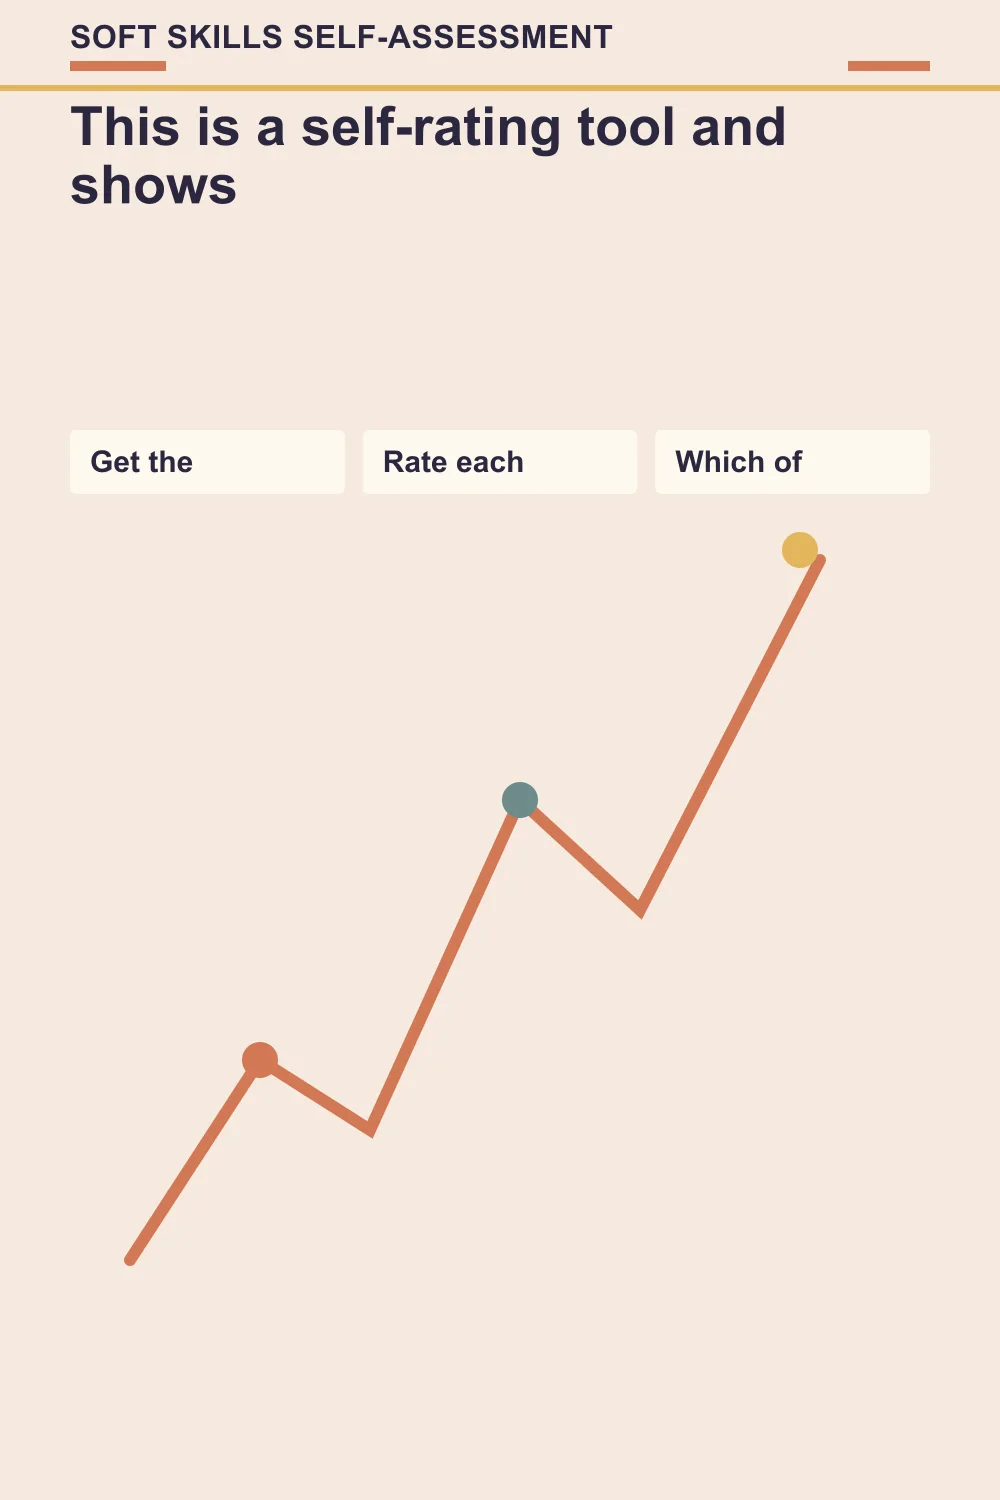 SOFT SKILLS SELF-ASSESSMENT
This is a self-rating tool and
shows
Get the
Rate each
Which of